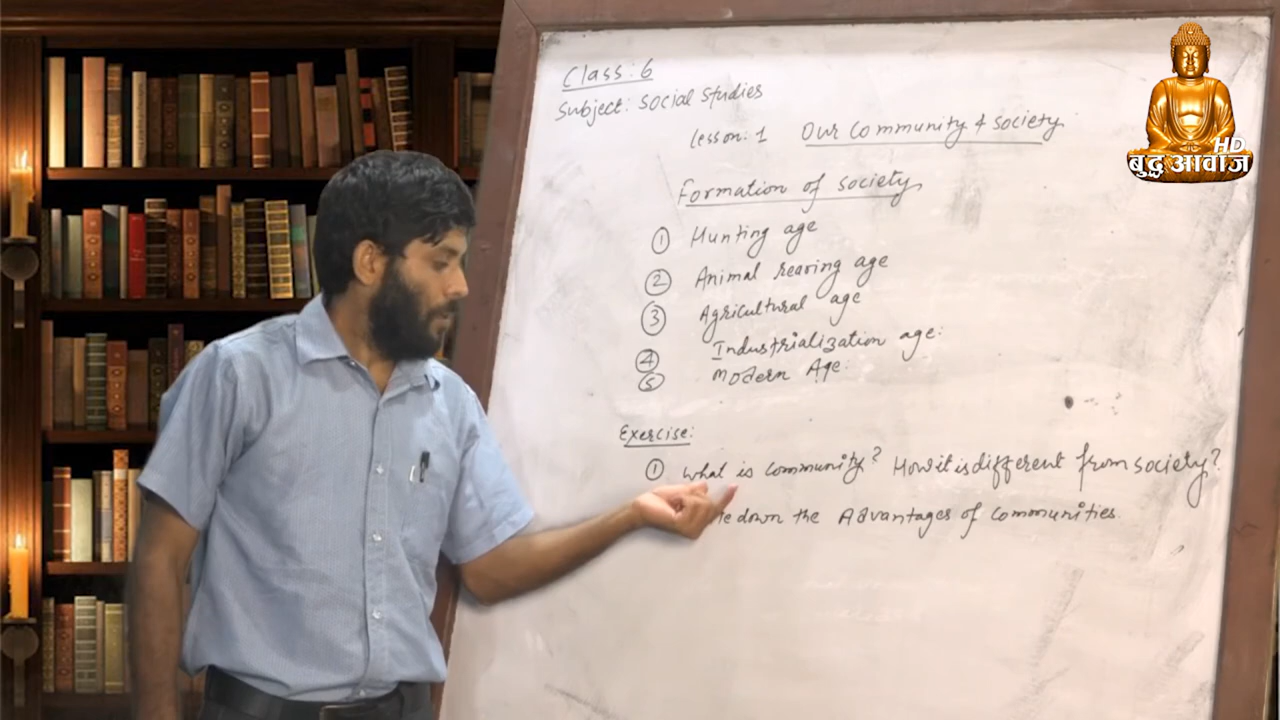 Class: 6
Subject: Social Studies
lesson: 1 Our Community & society
Formation of society
① Hunting age
② Animal rearing age
③ Agricultural age
④ Industrialization age:
⑤ Modern Age:
Exercise:
① What is community? How it is different from society?
down the Advantages of communities.
HD
बुद्ध आवाज